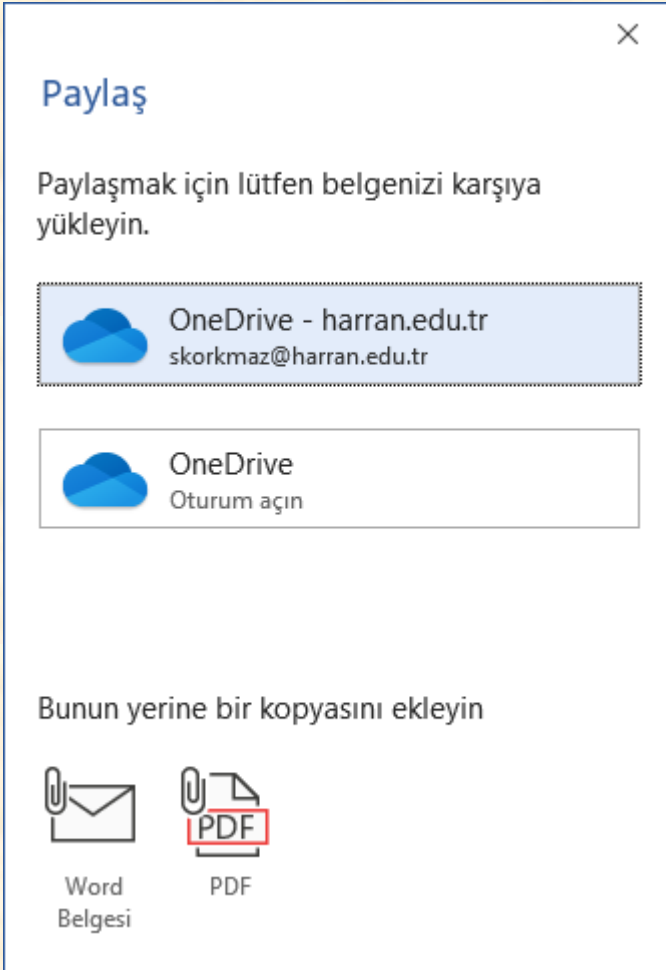 Paylaş
Paylaşmak için lütfen belgenizi karşıya
yükleyin.
OneDrive - harran.edu.tr
skorkmaz@harran.edu.tr
OneDrive
Oturum açın
Bunun yerine bir kopyasını ekleyin
PDF
Word
Belgesi
PDF